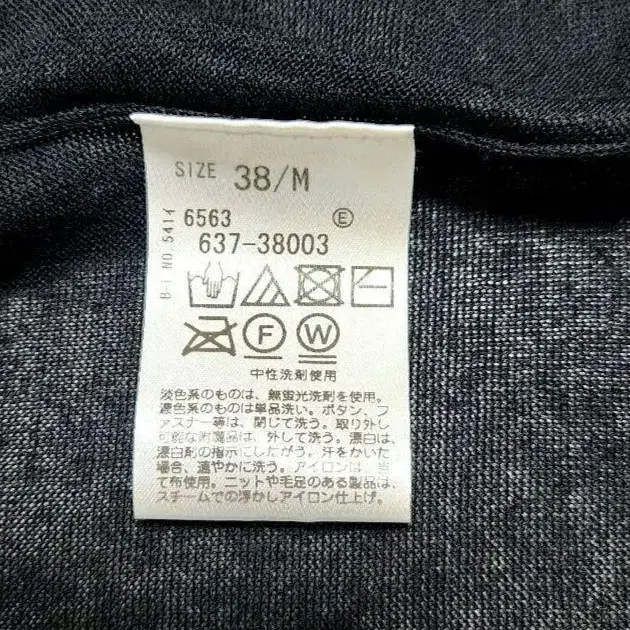 SIZE 38/M
6563 E
637-38003
F W
中性洗剤使用
淡色系のものは、無蛍光洗剤を使用。
濃色系のものは単品洗い。ボタン、フ
ァスナー等は、閉じて洗う。取り外し
可能な附属品は、外して洗う。漂白は、
漂白剤の指示にしたがう。汗をかいた
場合、速やかに洗う。アイロンは、当
て布使用。ニットや毛足のある製品は、
スチームでの浮かしアイロン仕上げ。